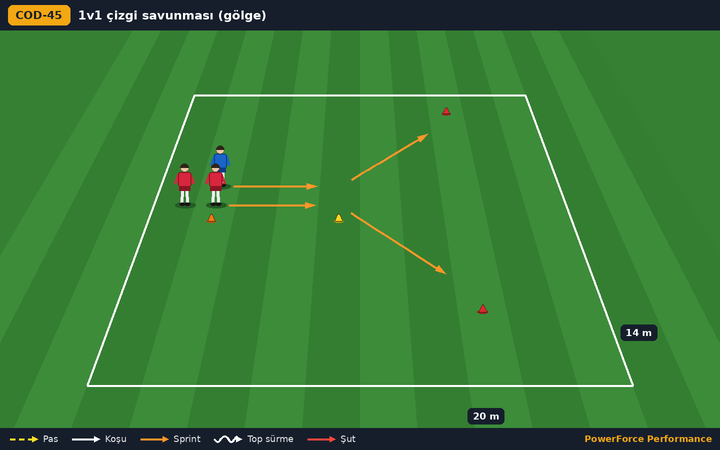 COD-45 1v1 çizgi savunması (gölge)
14 m
20 m
Pas Koşu Sprint Top sürme Şut PowerForce Performance